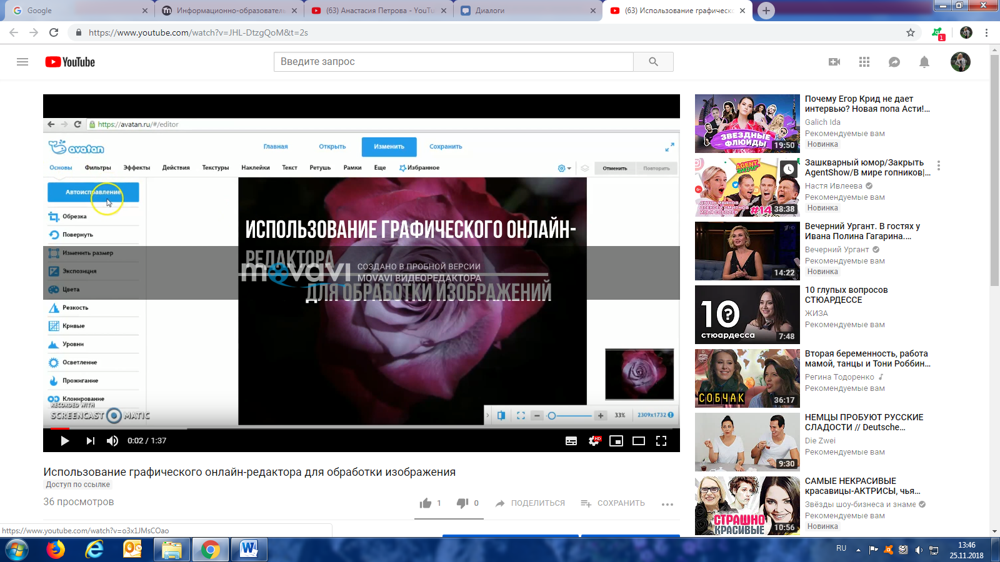 Google
Информационно-образователь
(63) Анастасия Петрова - YouTu
Диалоги
(63) Использование графическо
https://www.youtube.com/watch?v=JHL-DtzgQoM&t=2s
1
YouTube
Введите запрос
https://avatan.ru/#/editor
avatan
Главная
Открыть
Изменить
Сохранить
Основы
Фильтры
Эффекты
Действия
Текстуры
Наклейки
Текст
Ретушь
Рамки
Еще
Избранное
Отменить
Повторить
Автоисправление
Обрезка
Повернуть
Изменить размер
Экспозиция
Цвета
Резкость
Кривые
Уровни
Осветление
Прожигание
Клонирование
ИСПОЛЬЗОВАНИЕ ГРАФИЧЕСКОГО ОНЛАЙН-
РЕДАКТОРА
movavi
СОЗДАНО В ПРОБНОЙ ВЕРСИИ
MOVAVI ВИДЕОРЕДАКТОРА
ДЛЯ ОБРАБОТКИ ИЗОБРАЖЕНИЙ
RECORDED WITH
SCREENCAST MATIC
33%
2309x1732
0:02 / 1:37
HD
Использование графического онлайн-редактора для обработки изображения
Доступ по ссылке
36 просмотров
1
0
ПОДЕЛИТЬСЯ
СОХРАНИТЬ
ЗВЕЗДНЫЕ
ФЛЮИДЫ
19:50
Почему Егор Крид не дает
интервью? Новая попа Асти!...
Galich Ida
Рекомендуемые вам
Новинка
AGENT
SHOW
АНТОН ИВАНОВ
АЛЕКСЕЙ СМИРНОВ
ИЛЬЯ СОБОЛЕВ
#14
38:38
Зашкварный юмор/Закрыть
AgentShow/В мире гопников|...
Настя Ивлеева
Рекомендуемые вам
Новинка
14:22
Вечерний Ургант. В гостях у
Ивана Полина Гагарина....
Вечерний Ургант
Рекомендуемые вам
Новинка
10
?
стюардесса
7:48
10 глупых вопросов
СТЮАРДЕССЕ
ЖИЗА
Рекомендуемые вам
СОБЧАК
36:17
Вторая беременность, работа
мамой, танцы и Тони Роббин...
Регина Тодоренко
Рекомендуемые вам
9:30
НЕМЦЫ ПРОБУЮТ РУССКИЕ
СЛАДОСТИ // Deutsche...
Die Zwei
Рекомендуемые вам
СТРАШНО
КРАСИВЫЕ
10:56
САМЫЕ НЕКРАСИВЫЕ
красавицы-АКТРИСЫ, чья...
Звёзды шоу-бизнеса и знаме
Рекомендуемые вам
Новинка
https://www.youtube.com/watch?v=o3x1JMsCOao
RU
13:46
25.11.2018